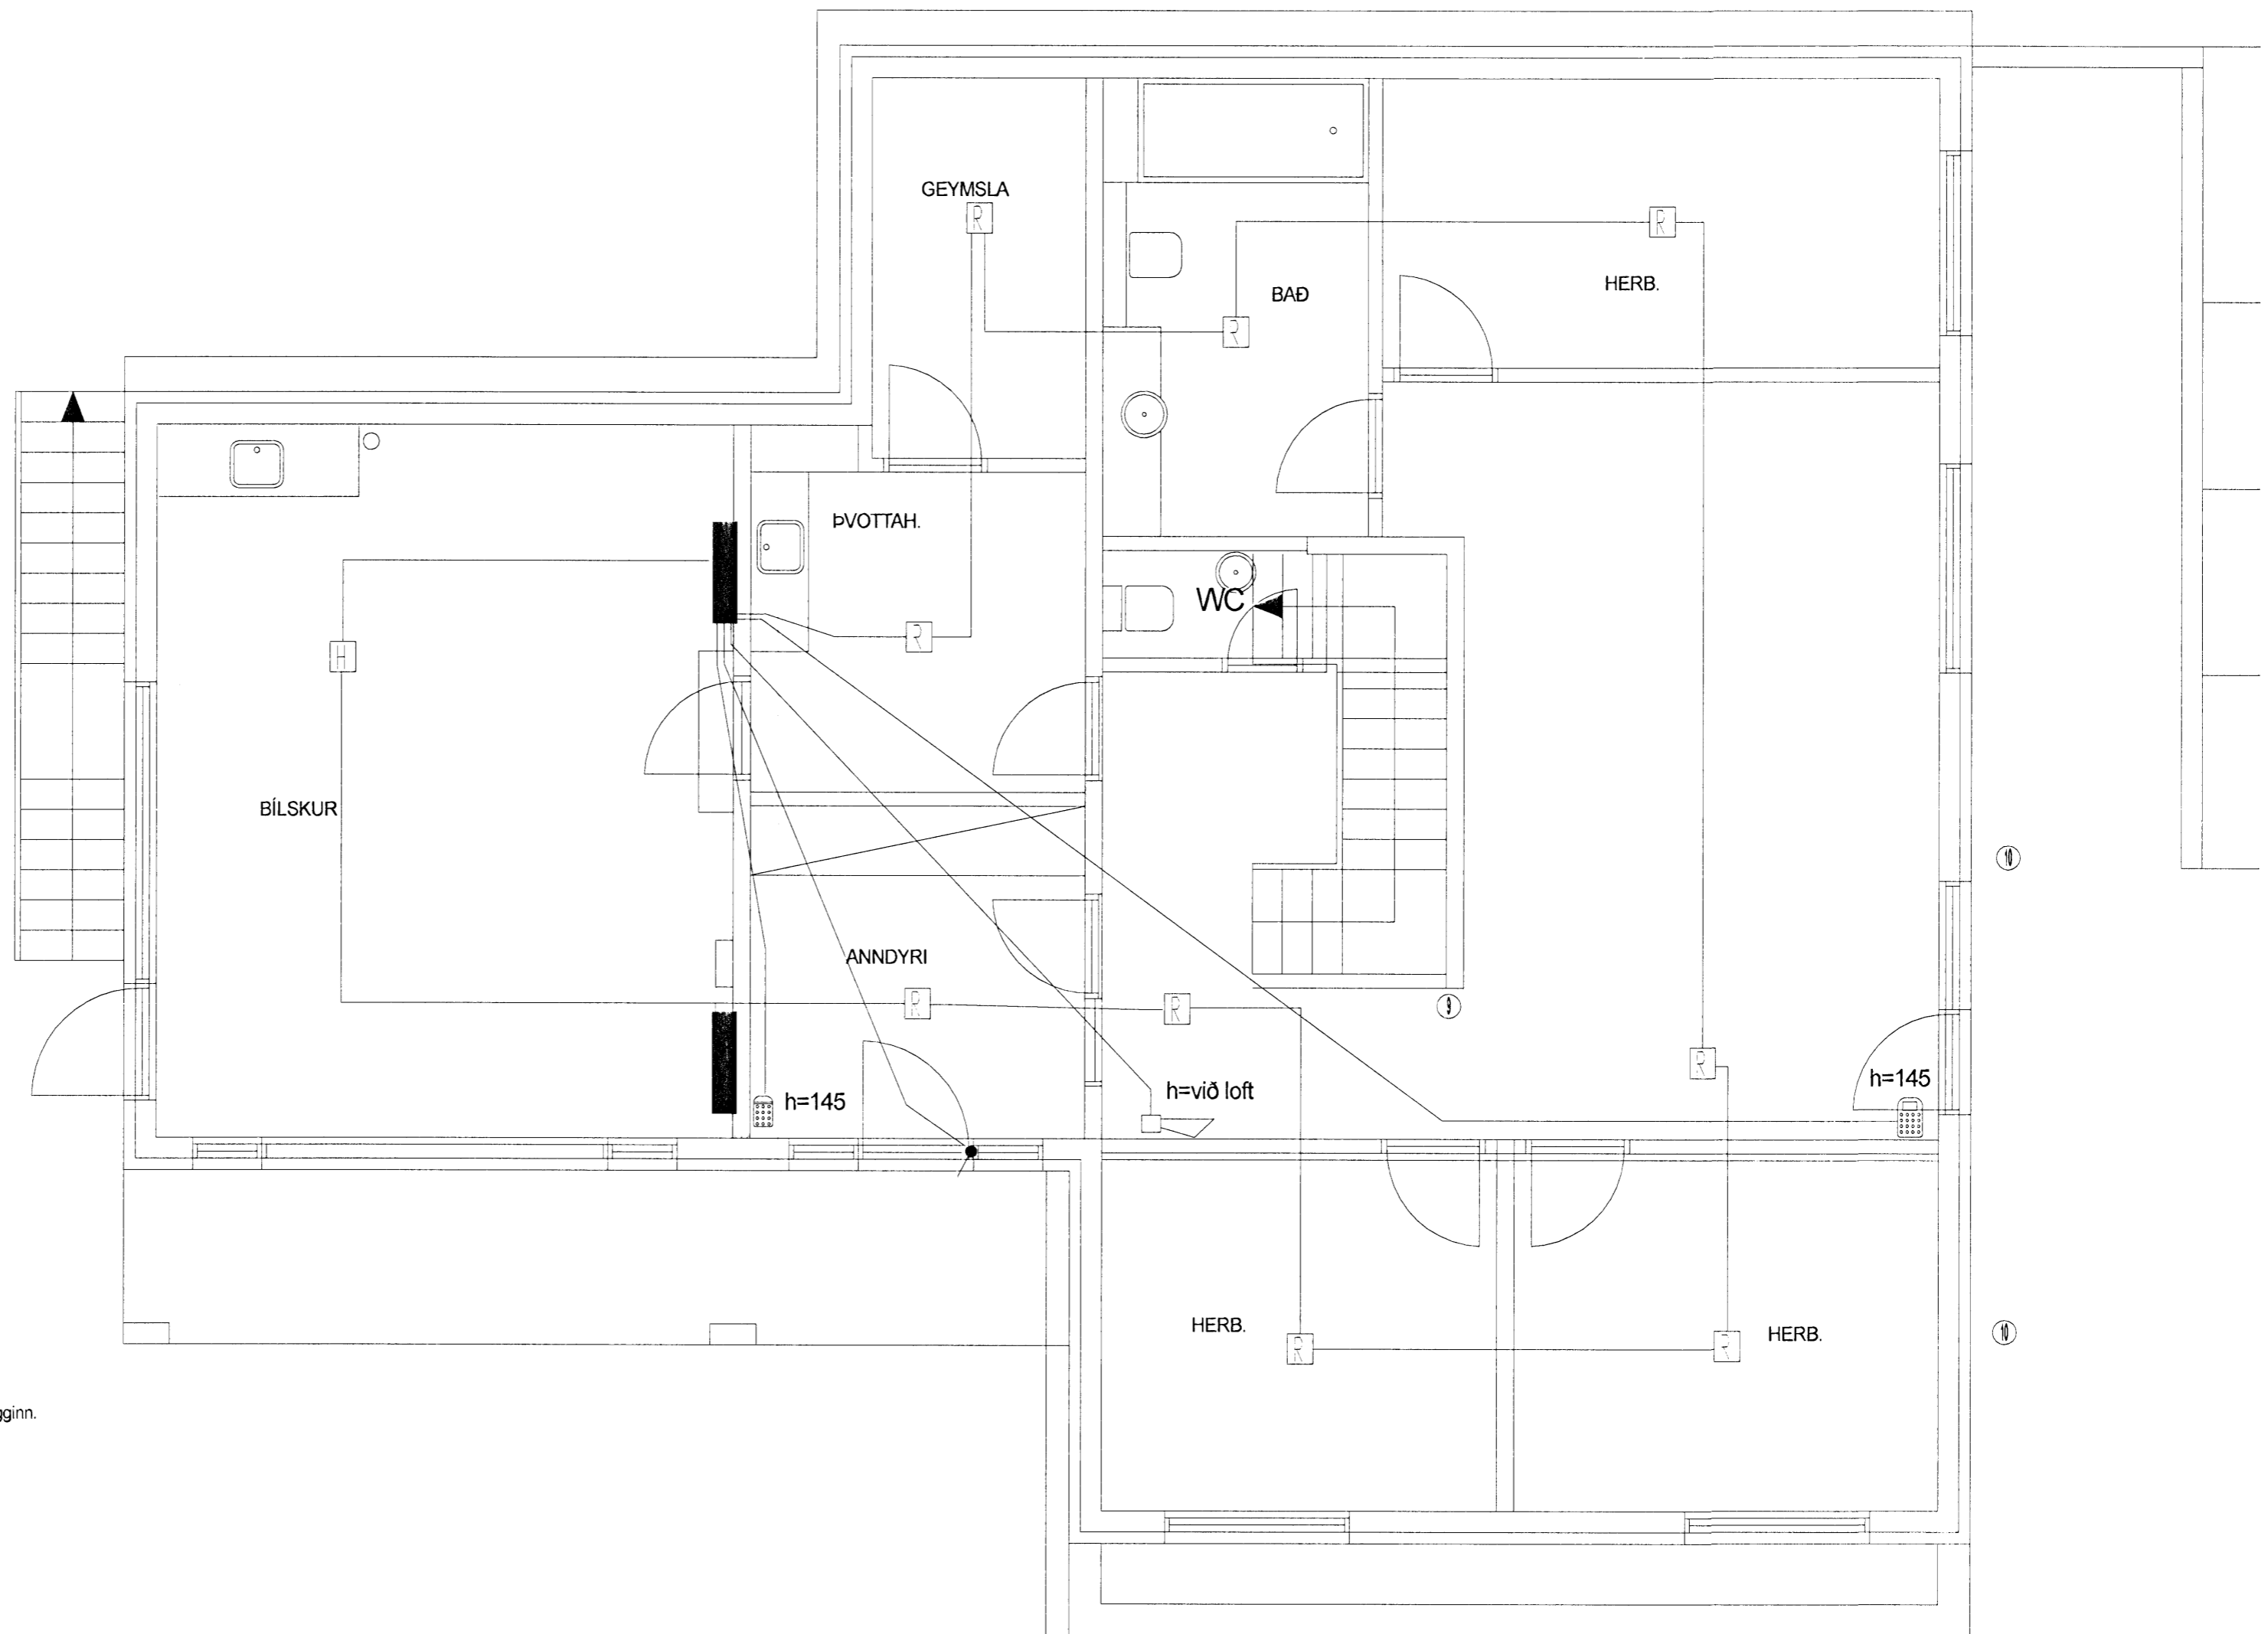 GEYMSLA
R
R
HERB.
BAÐ
R
ÞVOTTAH.
WC
R
H
BÍLSKUR
10
ANNDYRI
R
R
9
R
h=145
h=við loft
h=145
HERB.
R
R
HERB.
10
gginn.